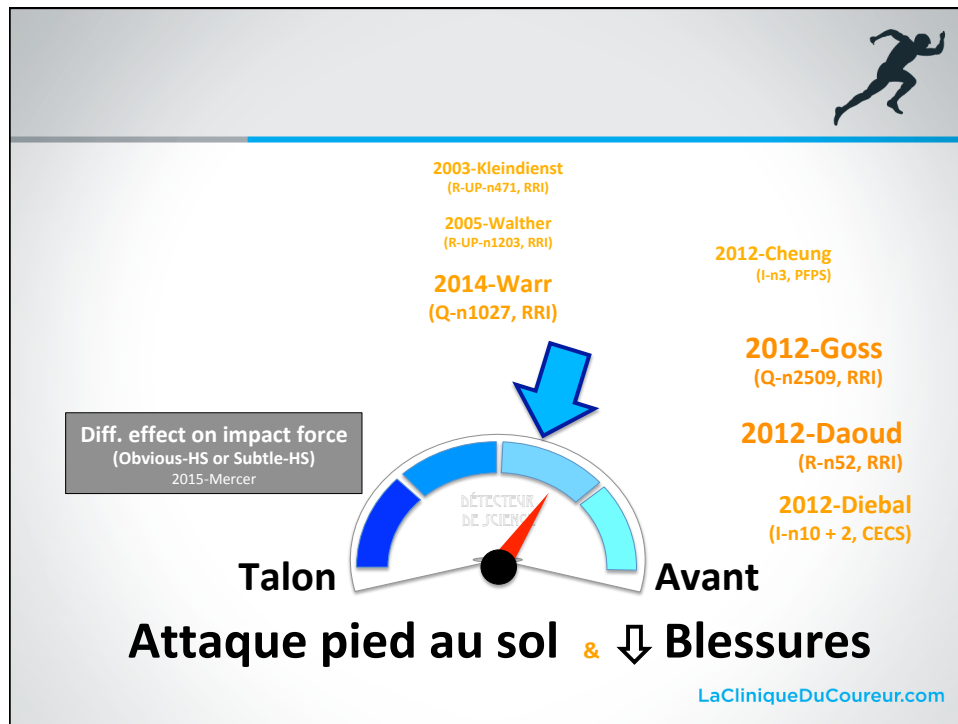 2003-Kleindienst
(R-UP-n471, RRI)
2005-Walther
(R-UP-n1203, RRI)
2014-Warr
(Q-n1027, RRI)
2012-Cheung
(I-n3, PFPS)
2012-Goss
(Q-n2509, RRI)
2012-Daoud
(R-n52, RRI)
2012-Diebal
(I-n10 + 2, CECS)
Diff. effect on impact force
(Obvious-HS or Subtle-HS)
2015-Mercer
DÉTECTEUR
DE SCIENCE
Talon
Avant
Attaque pied au sol & ⇩ Blessures
LaCliniqueDuCoureur.com